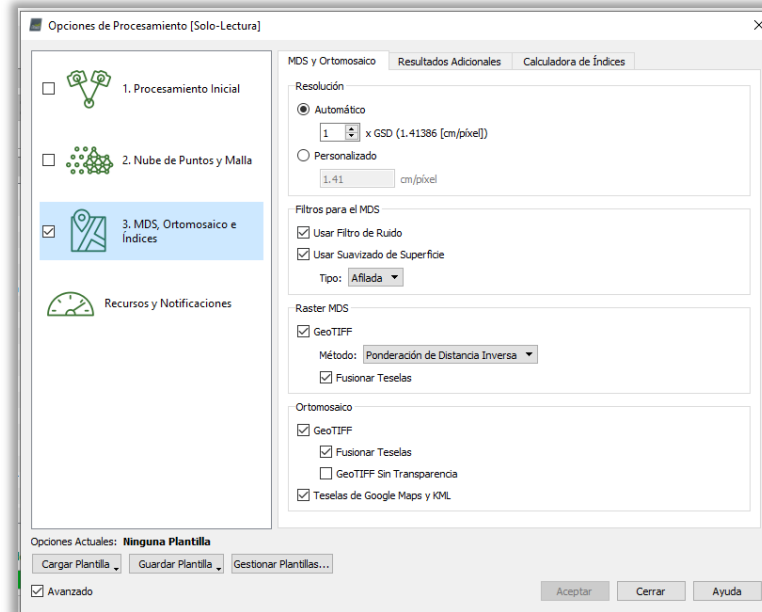 Opciones de Procesamiento [Solo-Lectura]
1. Procesamiento Inicial
2. Nube de Puntos y Malla
3. MDS, Ortomosaico e
Índices
Recursos y Notificaciones
MDS y Ortomosaico
Resultados Adicionales
Calculadora de Índices
Resolución
Automático
1 x GSD (1.41386 [cm/píxel])
Personalizado
1.41 cm/píxel
Filtros para el MDS
Usar Filtro de Ruido
Usar Suavizado de Superficie
Tipo: Afilada
Raster MDS
GeoTIFF
Método: Ponderación de Distancia Inversa
Fusionar Teselas
Ortomosaico
GeoTIFF
Fusionar Teselas
GeoTIFF Sin Transparencia
Teselas de Google Maps y KML
Opciones Actuales: Ninguna Plantilla
Cargar Plantilla
Guardar Plantilla
Gestionar Plantillas...
Avanzado
Aceptar
Cerrar
Ayuda